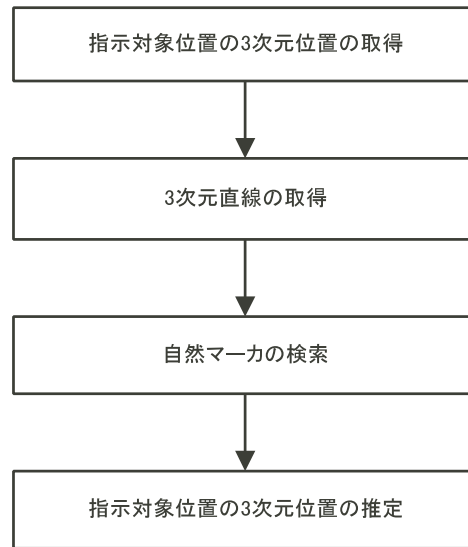 指示対象位置の3次元位置の取得
3次元直線の取得
自然マーカの検索
指示対象位置の3次元位置の推定